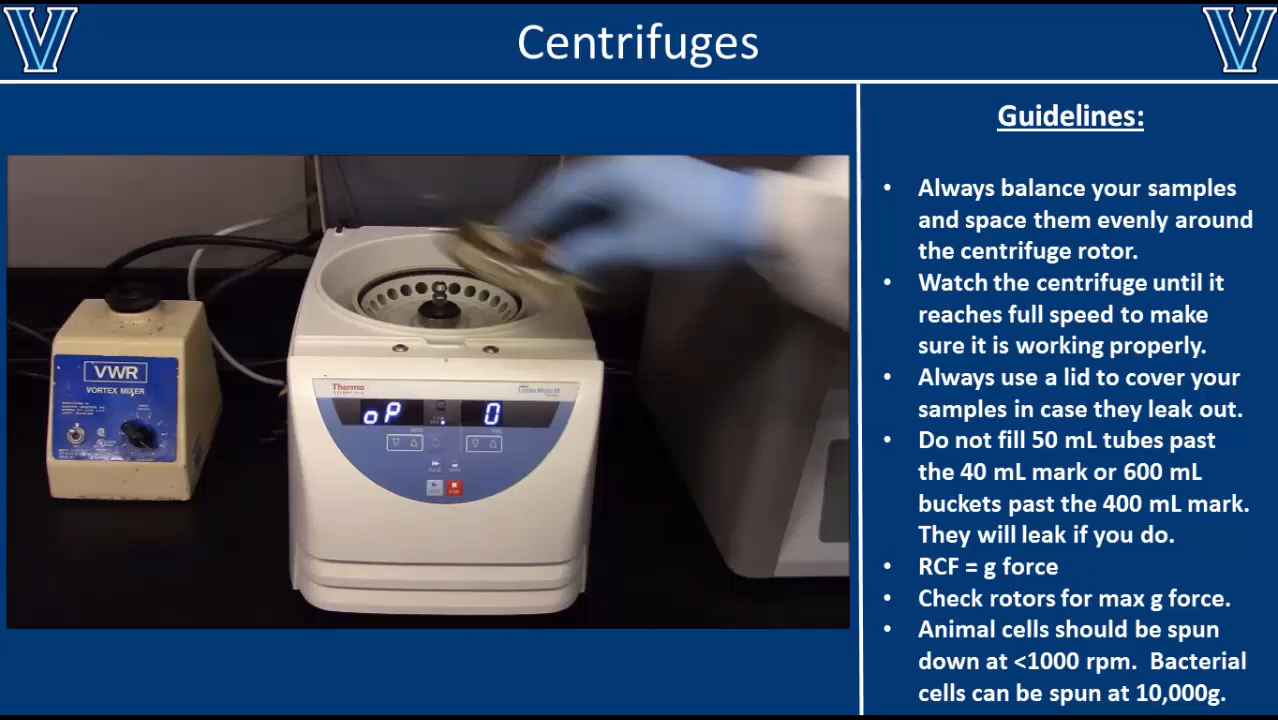 Centrifuges
Guidelines:
• Always balance your samples
and space them evenly around
the centrifuge rotor.
• Watch the centrifuge until it
reaches full speed to make
sure it is working properly.
• Always use a lid to cover your
samples in case they leak out.
• Do not fill 50 mL tubes past
the 40 mL mark or 600 mL
buckets past the 400 mL mark.
They will leak if you do.
• RCF = g force
• Check rotors for max g force.
• Animal cells should be spun
down at <1000 rpm.  Bacterial
cells can be spun at 10,000g.
VWR
VORTEX MIXER
Thermo
SCIENTIFIC
oP 0
STOP